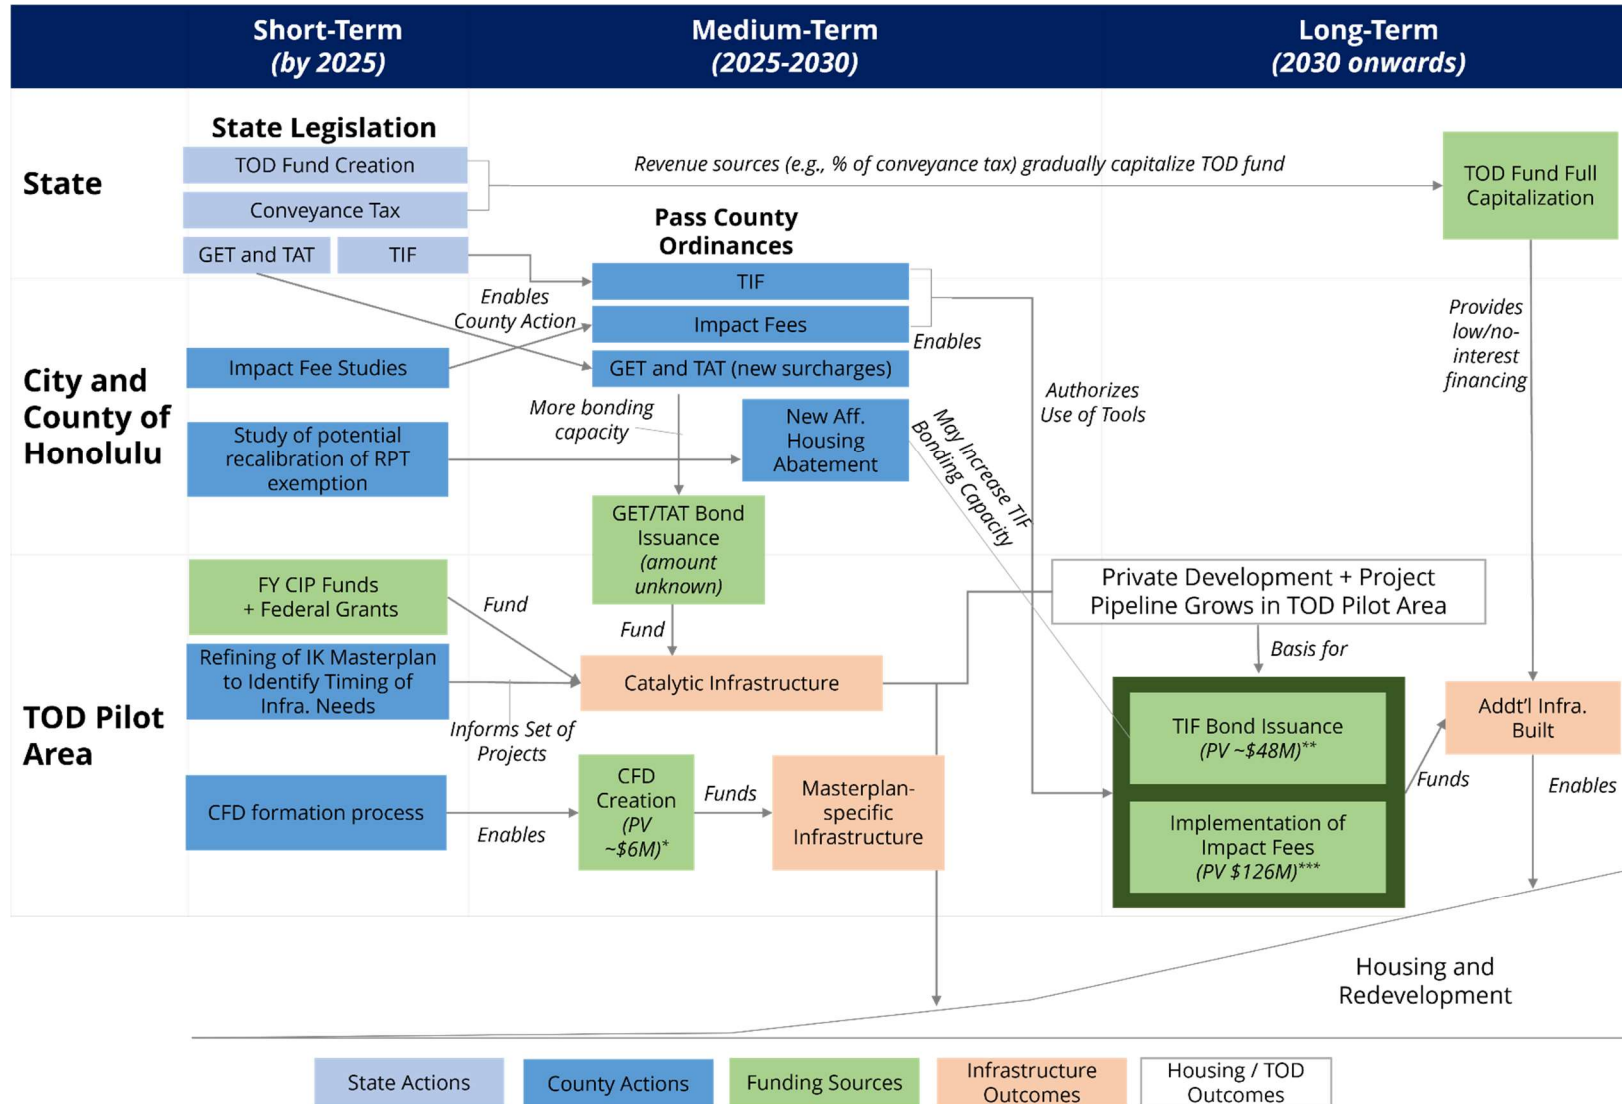 Short-Term
(by 2025)
Medium-Term
(2025-2030)
Long-Term
(2030 onwards)
State
State Legislation
TOD Fund Creation
Conveyance Tax
GET and TAT
TIF
Revenue sources (e.g., % of conveyance tax) gradually capitalize TOD fund
TOD Fund Full
Capitalization
Pass County
Ordinances
TIF
Impact Fees
GET and TAT (new surcharges)
Enables
County Action
Enables
Authorizes
Use of Tools
Provides
low/no-
interest
financing
City and
County of
Honolulu
Impact Fee Studies
Study of potential
recalibration of RPT
exemption
More bonding
capacity
New Aff.
Housing
Abatement
May Increase TIF
Bonding Capacity
GET/TAT Bond
Issuance
(amount
unknown)
TOD Pilot
Area
FY CIP Funds
+ Federal Grants
Fund
Fund
Refining of IK Masterplan
to Identify Timing of
Infra. Needs
Informs Set of
Projects
Catalytic Infrastructure
Private Development + Project
Pipeline Grows in TOD Pilot Area
Basis for
CFD formation process
Enables
CFD
Creation
(PV
~$6M)*
Funds
Masterplan-
specific
Infrastructure
TIF Bond Issuance
(PV ~$48M)**
Implementation of
Impact Fees
(PV $126M)***
Funds
Addt'l Infra.
Built
Enables
Housing and
Redevelopment
State Actions
County Actions
Funding Sources
Infrastructure
Outcomes
Housing / TOD
Outcomes